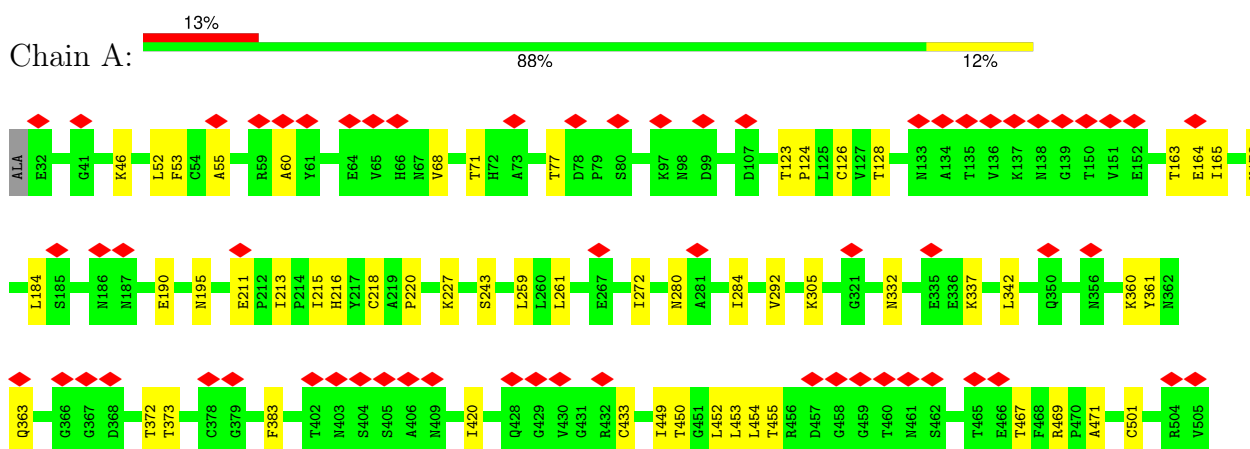 13%
Chain A:
88% 12%
ALA E32 G41 K46 L52 F53 C54 A55 R59 A60 Y61 E64 V65 H66 N67 V68 T71 H72 A73 T77 D78 P79 S80 K97 N98 D99 D107 T123 P124 L125 C126 V127 T128 N133 A134 T135 V136 K137 N138 G139 T150 V151 E152 T163 E164 I165
L184 S185 N186 N187 E190 N195 E211 P212 I213 P214 I215 H216 Y217 C218 A219 P220 K227 S243 L259 L260 L261 E267 I272 N280 A281 I284 V292 K305 G321 N332 E335 E336 K337 L342 Q350 N356 K360 Y361 N362
Q363 G366 G367 D368 T372 T373 C378 G379 F383 T402 N403 S404 S405 A406 N409 I420 Q428 G429 V430 G431 R432 C433 I449 T450 G451 L452 L453 L454 T455 R456 D457 G458 G459 T460 N461 S462 T465 E466 T467 F468 R469 P470 A471 C501 R504 V505